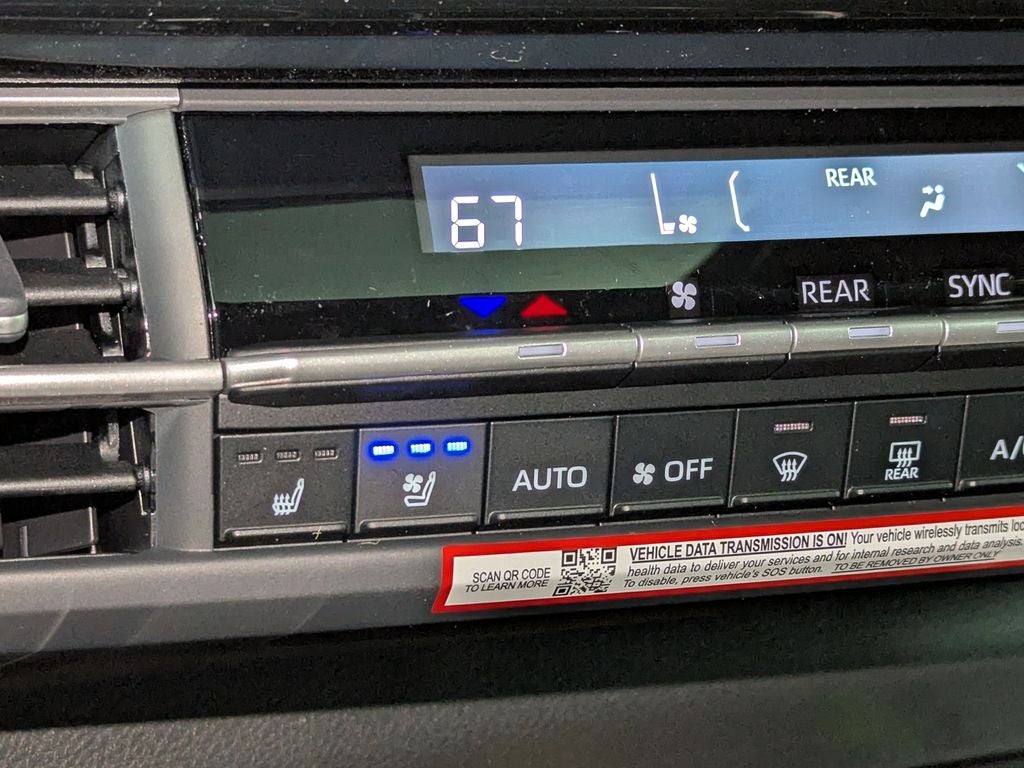 REAR
67
REAR
SYNC
AUTO
OFF
REAR
SCAN QR CODE
TO LEARN MORE
VEHICLE DATA TRANSMISSION IS ON! Your vehicle wirelessly transmits
health data to deliver your services and for internal research and data analysis.
To disable, press vehicle's SOS button. TO BE REMOVED BY OWNER ONLY